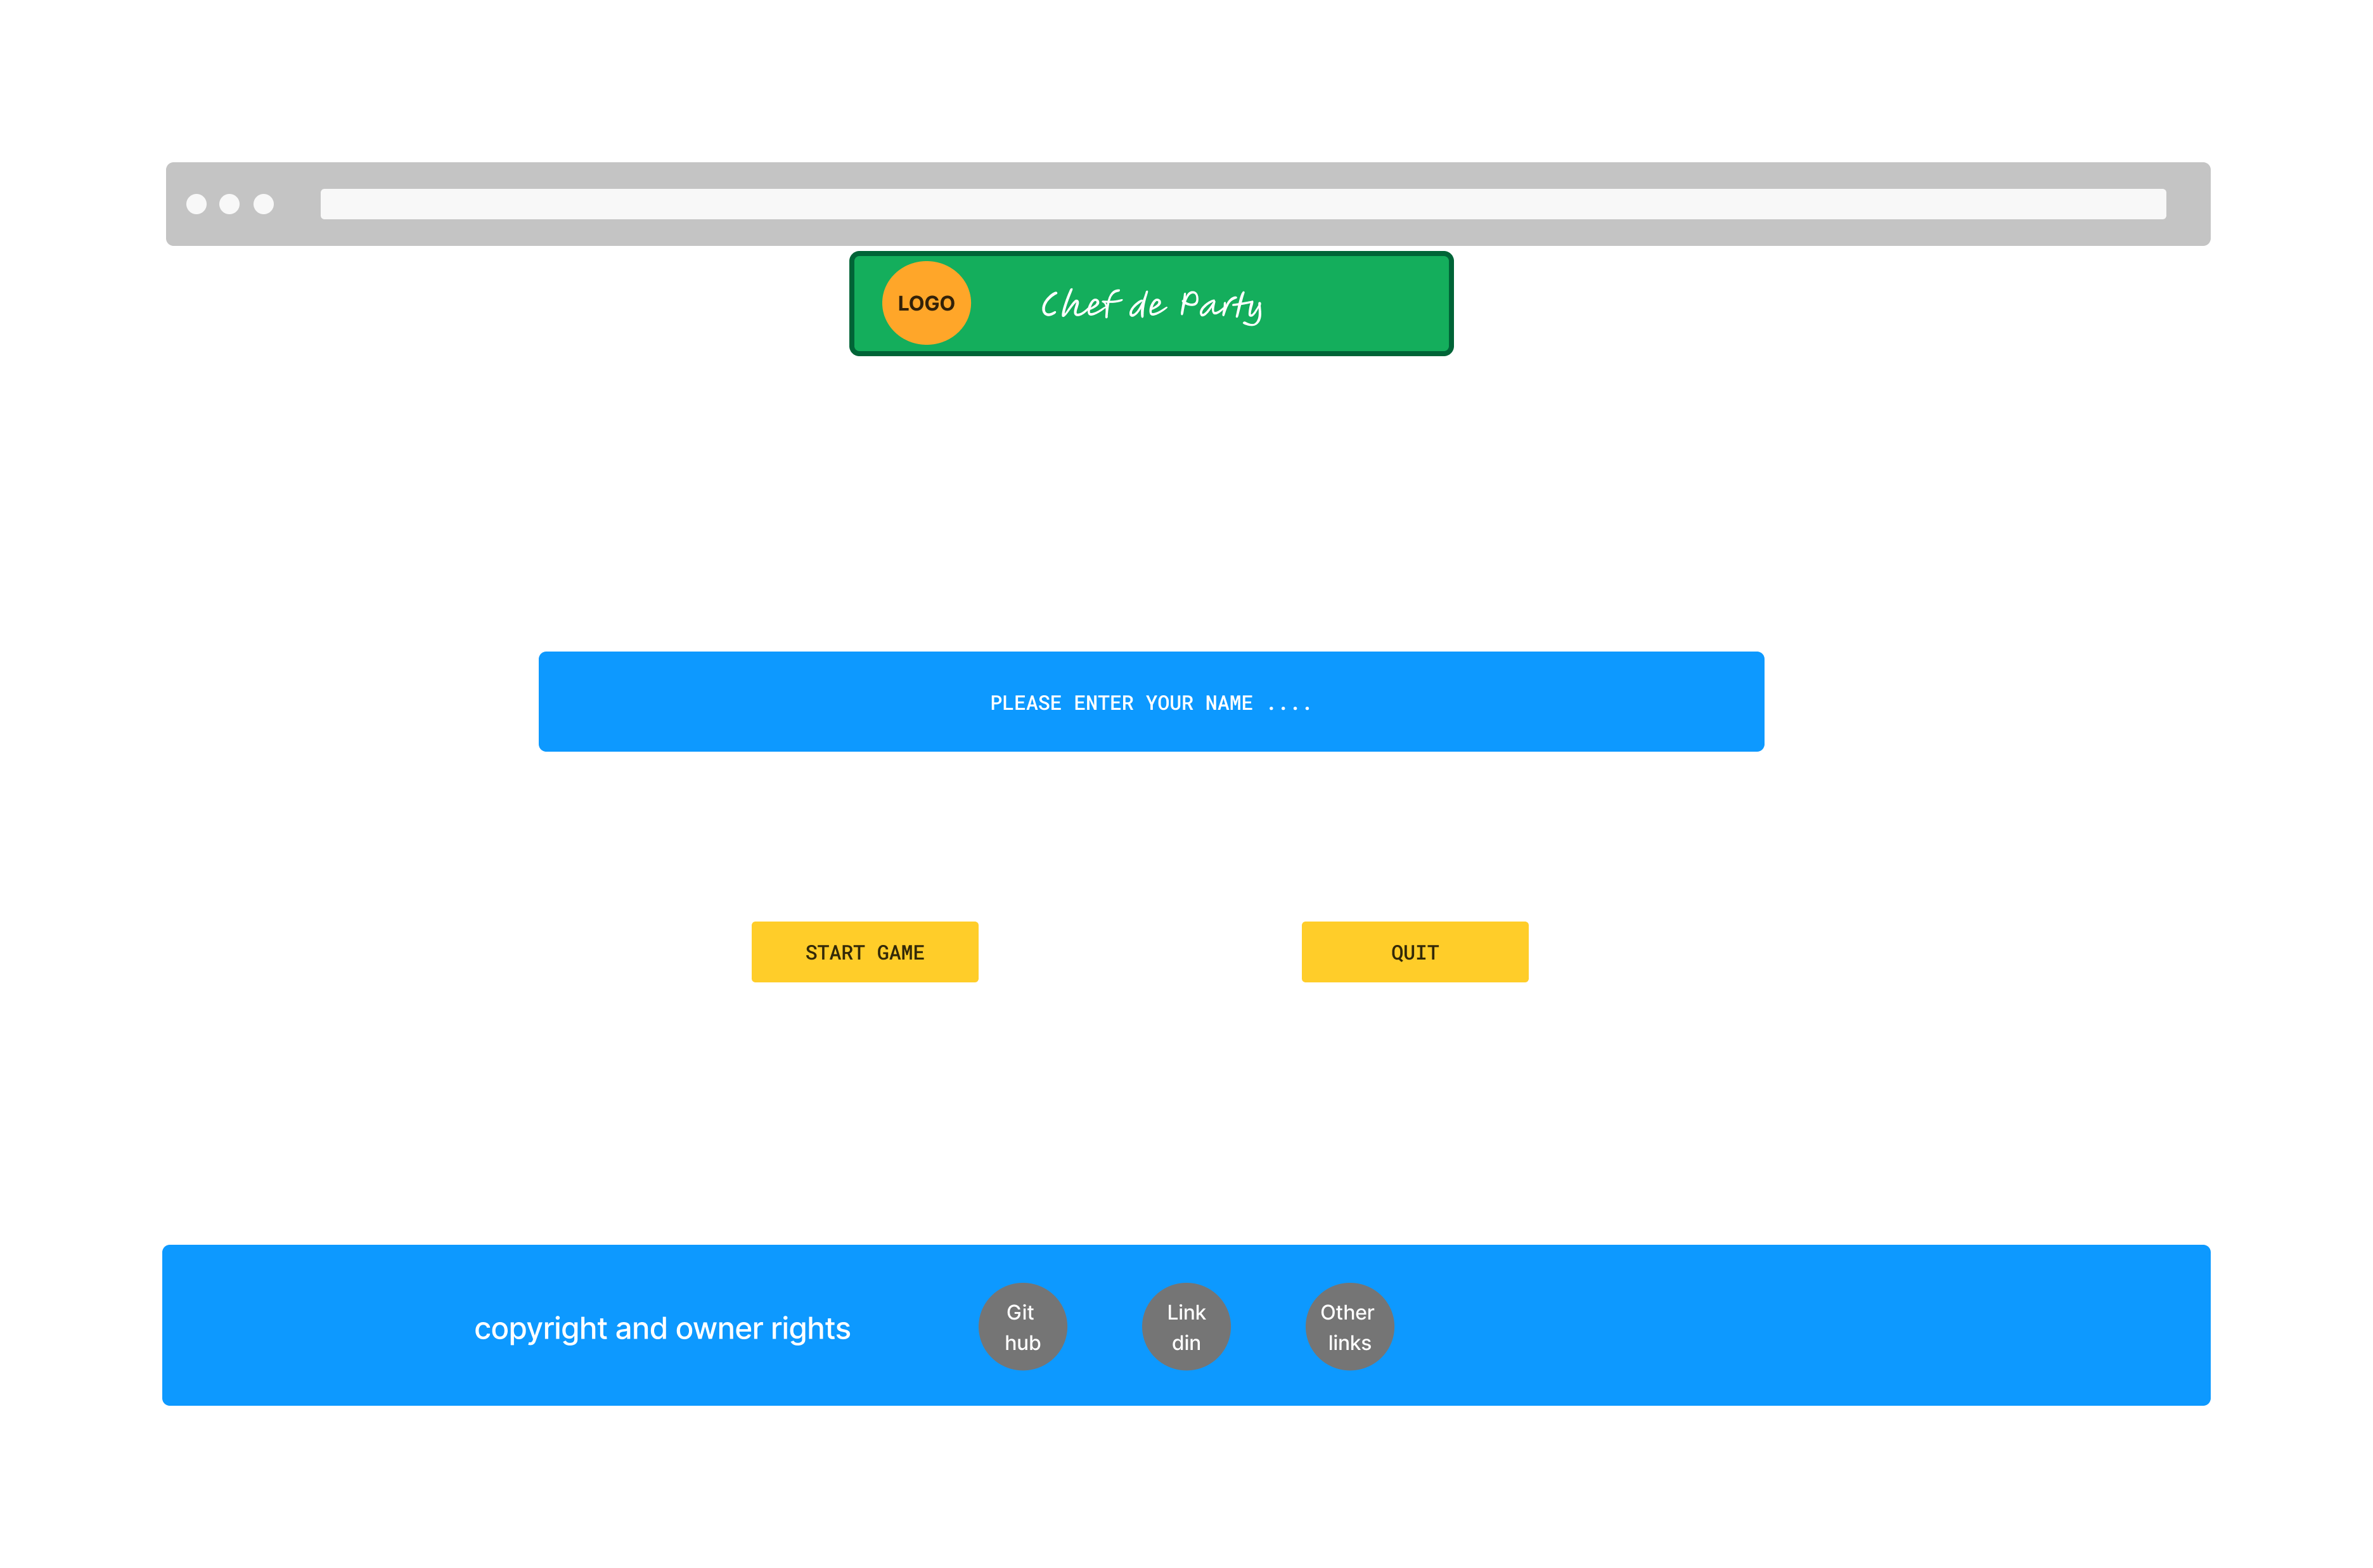 LOGO
Chef de Party
PLEASE ENTER YOUR NAME ....
START GAME
QUIT
copyright and owner rights
Git
hub
Link
din
Other
links